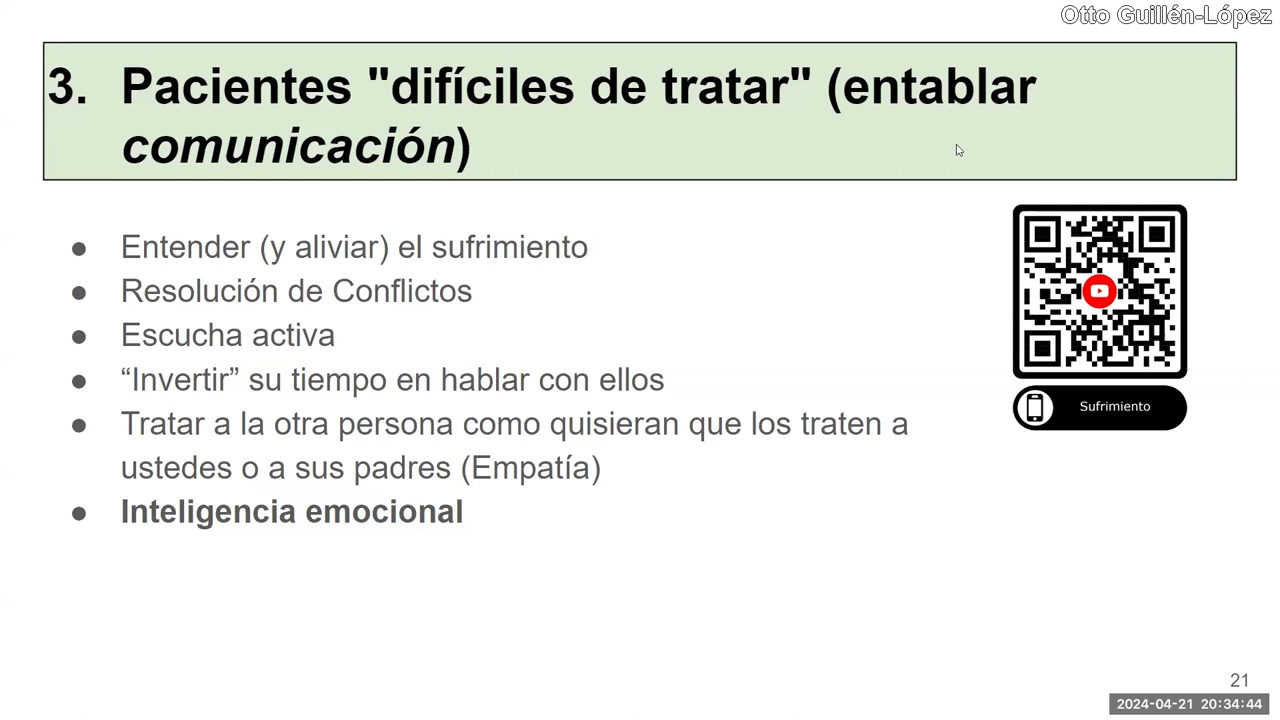 Otto Guillén-López
3. Pacientes "difíciles de tratar" (entablar
comunicación)
● Entender (y aliviar) el sufrimiento
● Resolución de Conflictos
● Escucha activa
● “Invertir” su tiempo en hablar con ellos
● Tratar a la otra persona como quisieran que los traten a
ustedes o a sus padres (Empatía)
● Inteligencia emocional
Sufrimiento
21
2024-04-21 20:34:44